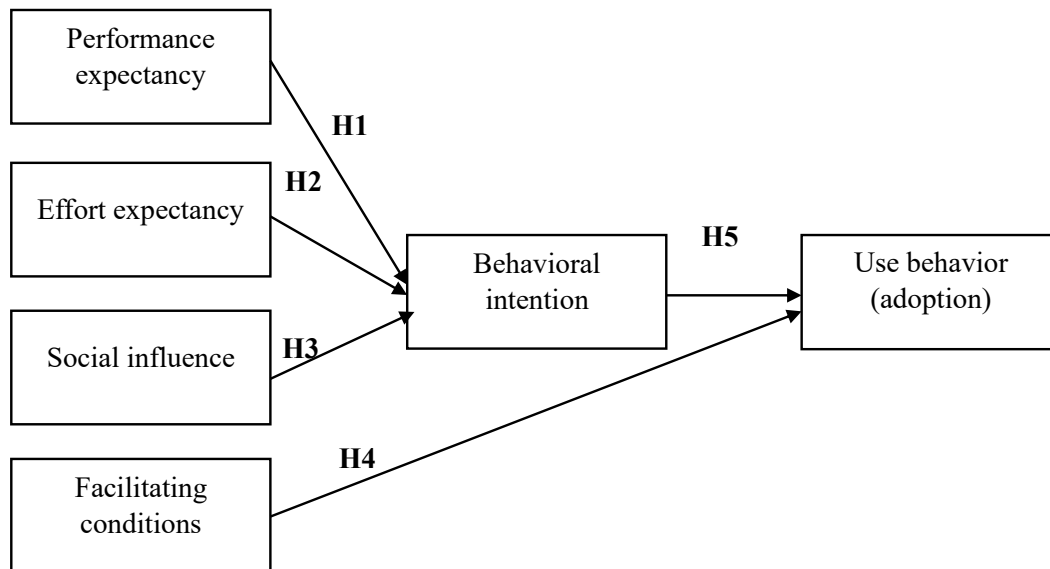 Performance
expectancy
H1
H2
Effort expectancy
H5
Behavioral
intention
Use behavior
(adoption)
H3
Social influence
H4
Facilitating
conditions